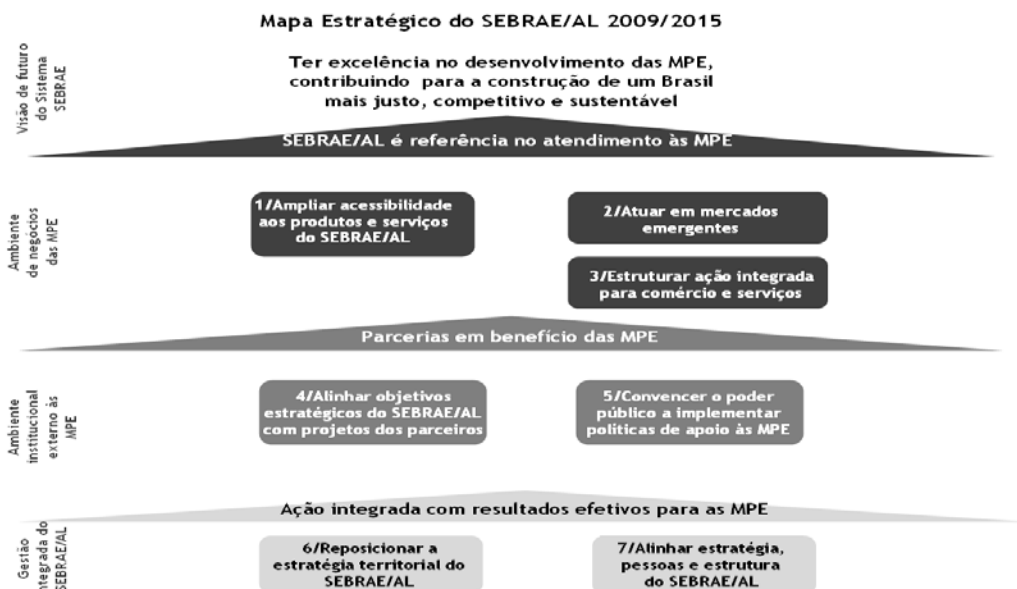 Mapa Estratégico do SEBRAE/AL 2009/2015
Visão de futuro
do Sistema
SEBRAE
Ter excelência no desenvolvimento das MPE,
contribuindo para a construção de um Brasil
mais justo, competitivo e sustentável
SEBRAE/AL é referência no atendimento às MPE
Ambiente
de negócios
das MPE
1/Ampliar acessibilidade
aos produtos e serviços
do SEBRAE/AL
2/Atuar em mercados
emergentes
3/Estruturar ação integrada
para comércio e serviços
Parcerias em benefício das MPE
Ambiente
institucional
externo às
MPE
4/Alinhar objetivos
estratégicos do SEBRAE/AL
com projetos dos parceiros
5/Convencer o poder
público a implementar
políticas de apoio às MPE
Ação integrada com resultados efetivos para as MPE
Gestão
ntegrada do
SEBRAE/AL
6/Reposicionar a
estratégia territorial do
SEBRAE/AL
7/Alinhar estratégia,
pessoas e estrutura
do SEBRAE/AL